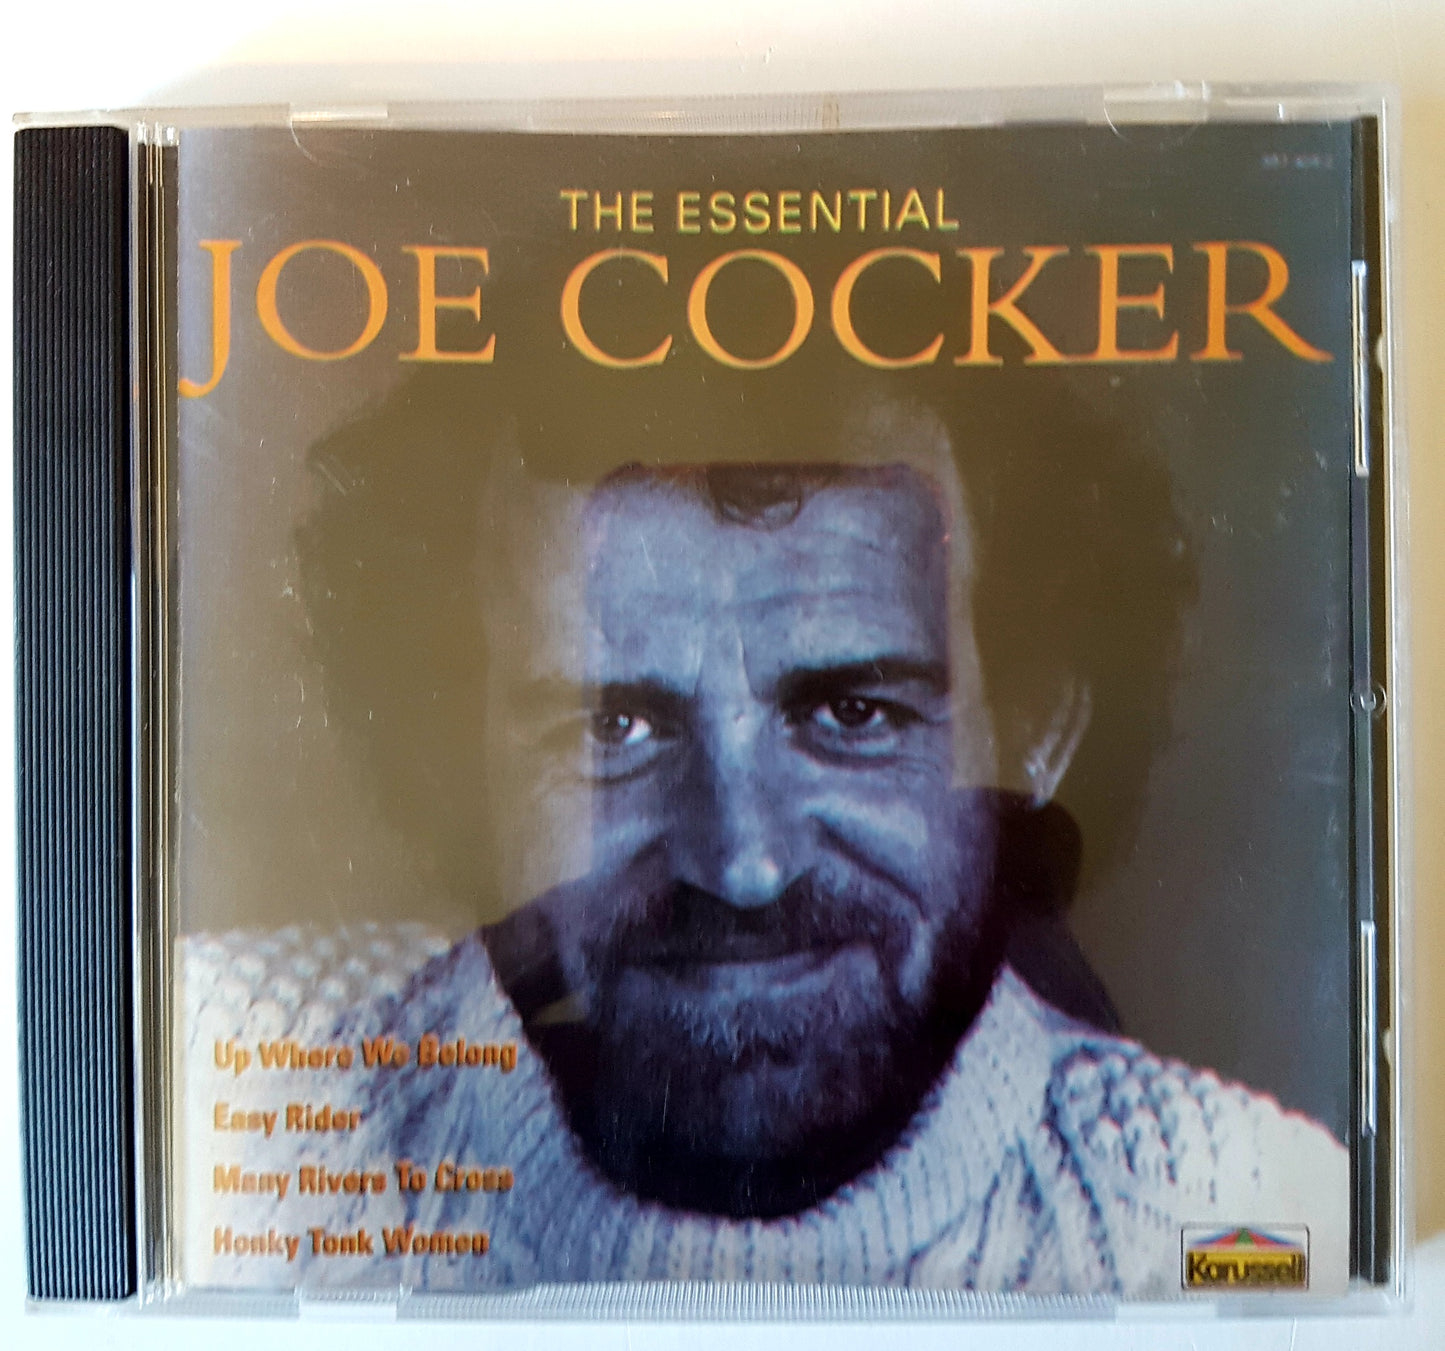 THE ESSENTIAL
JOE COCKER
Up Where We Belong
Easy Rider
Many Rivers To Cross
Honky Tonk Women
Karussell